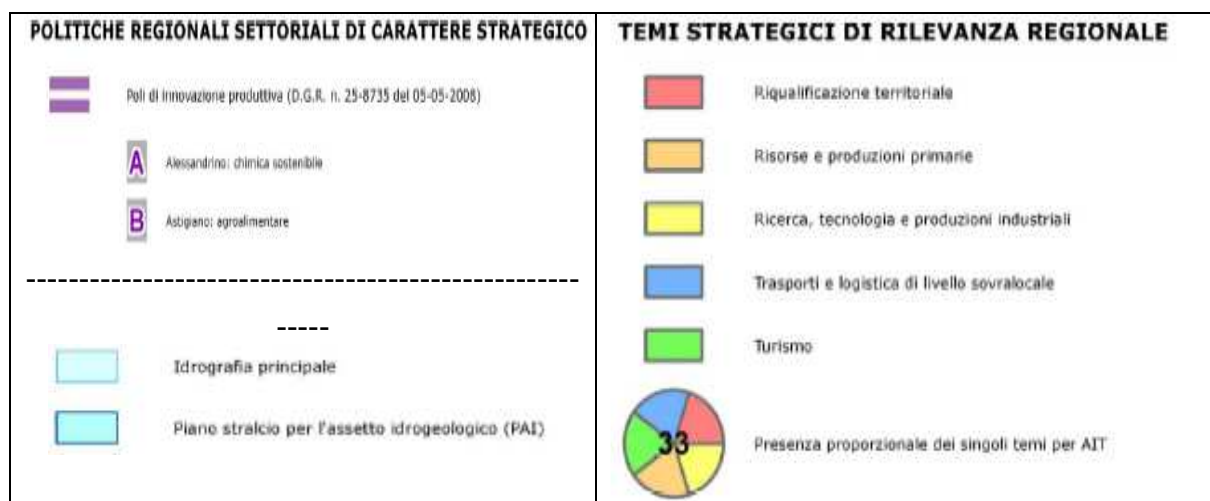 POLITICHE REGIONALI SETTORIALI DI CARATTERE STRATEGICO
Poli di innovazione produttiva (D.G.R. n. 25-8735 del 05-05-2008)
A Alessandrino: chimica sostenibile
B Astigiano: agroalimentare
-----
Idrografia principale
Piano stralcio per l'assetto idrogeologico (PAI)
TEMI STRATEGICI DI RILEVANZA REGIONALE
Riqualificazione territoriale
Risorse e produzioni primarie
Ricerca, tecnologia e produzioni industriali
Trasporti e logistica di livello sovralocale
Turismo
33 Presenza proporzionale dei singoli temi per AIT